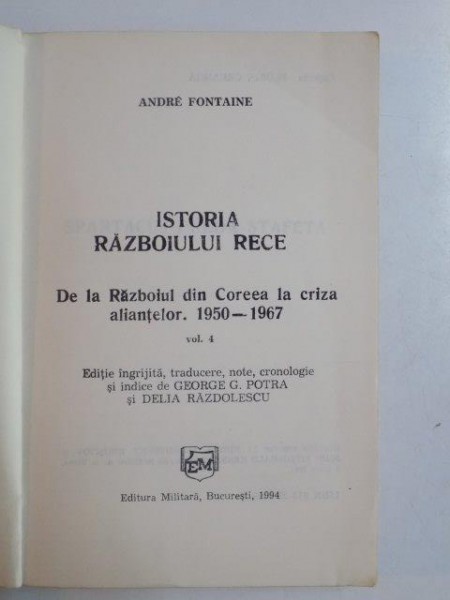 ANDRÉ FONTAINE
ISTORIA
RĂZBOIULUI RECE
De la Războiul din Coreea la criza
alianțelor. 1950—1967
vol. 4
Ediție îngrijită, traducere, note, cronologie
și indice de GEORGE G. POTRA
și DELIA RĂZDOLESCU
EM
Editura Militară, București, 1994